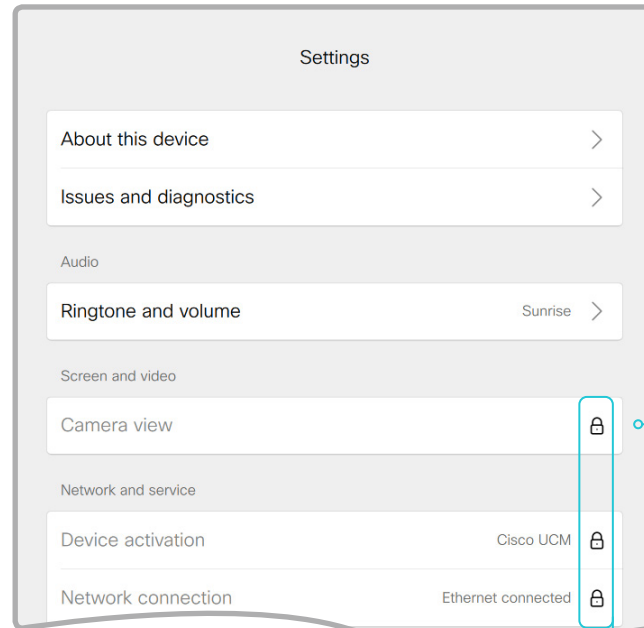 Settings
About this device
Issues and diagnostics
Audio
Ringtone and volume Sunrise
Screen and video
Camera view
Network and service
Device activation Cisco UCM
Network connection Ethernet connected